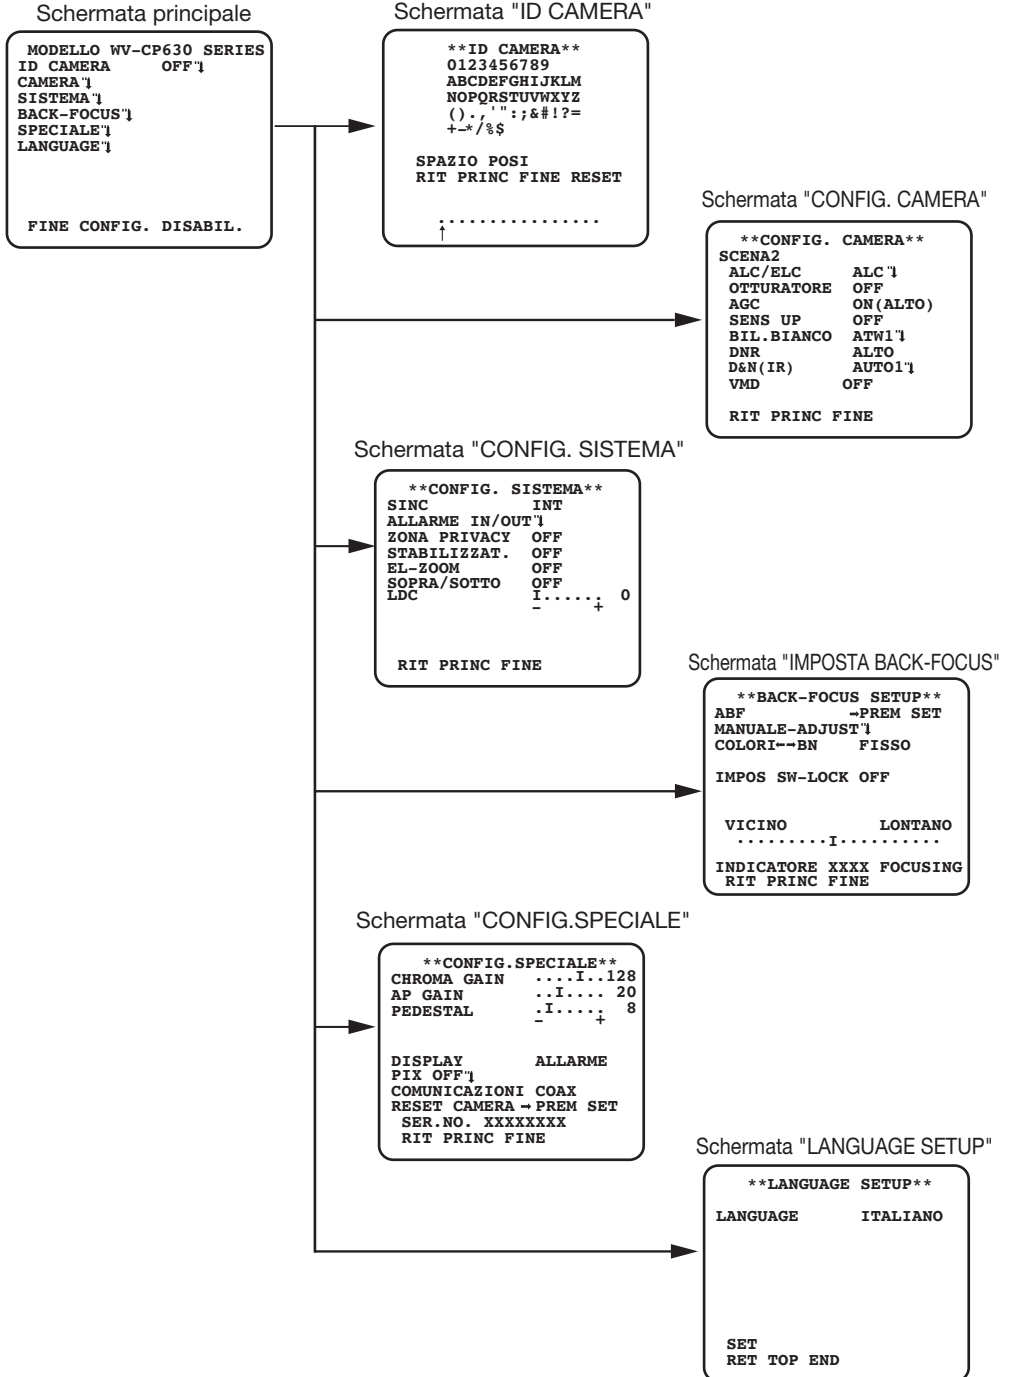 Schermata principale
MODELLO WV-CP630 SERIES
ID CAMERA OFF
CAMERA
SISTEMA
BACK-FOCUS
SPECIALE
LANGUAGE
FINE CONFIG. DISABIL.
Schermata "ID CAMERA"
**ID CAMERA**
0123456789
ABCDEFGHIJKLM
NOPQRSTUVWXYZ
().,'":;&#!?=
+-*/%$
SPAZIO POSI
RIT PRINC FINE RESET
................
↑
Schermata "CONFIG. CAMERA"
**CONFIG. CAMERA**
SCENA2
ALC/ELC ALC
OTTURATORE OFF
AGC ON(ALTO)
SENS UP OFF
BIL.BIANCO ATW1
DNR ALTO
D&N(IR) AUTO1
VMD OFF
RIT PRINC FINE
Schermata "CONFIG. SISTEMA"
**CONFIG. SISTEMA**
SINC INT
ALLARME IN/OUT
ZONA PRIVACY OFF
STABILIZZAT. OFF
EL-ZOOM OFF
SOPRA/SOTTO OFF
LDC I...... 0
- +
RIT PRINC FINE
Schermata "IMPOSTA BACK-FOCUS"
**BACK-FOCUS SETUP**
ABF →PREM SET
MANUALE-ADJUST
COLORI←→BN FISSO
IMPOS SW-LOCK OFF
VICINO LONTANO
.........I..........
INDICATORE XXXX FOCUSING
RIT PRINC FINE
Schermata "CONFIG.SPECIALE"
**CONFIG.SPECIALE**
CHROMA GAIN ....I..128
AP GAIN ..I.... 20
PEDESTAL .I..... 8
- +
DISPLAY ALLARME
PIX OFF
COMUNICAZIONI COAX
RESET CAMERA → PREM SET
SER.NO. XXXXXXXX
RIT PRINC FINE
Schermata "LANGUAGE SETUP"
**LANGUAGE SETUP**
LANGUAGE ITALIANO
SET
RET TOP END